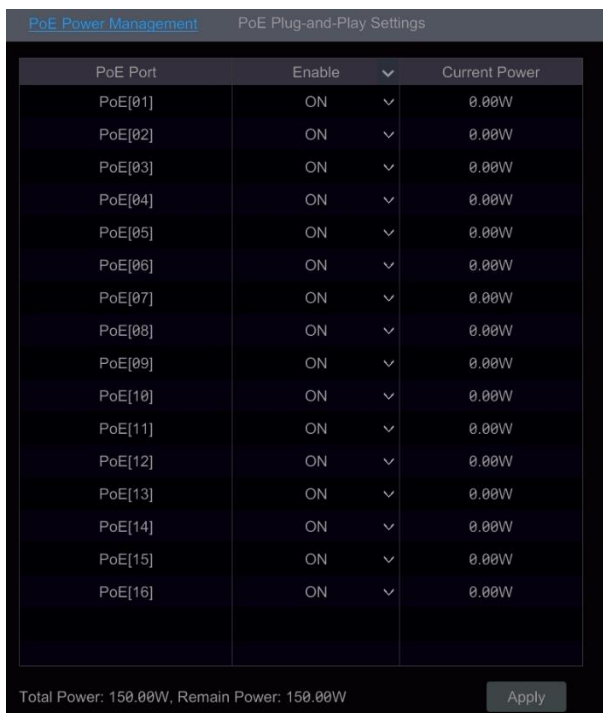 PoE Power Management PoE Plug-and-Play Settings
PoE Port Enable Current Power
PoE[01] ON 0.00W
PoE[02] ON 0.00W
PoE[03] ON 0.00W
PoE[04] ON 0.00W
PoE[05] ON 0.00W
PoE[06] ON 0.00W
PoE[07] ON 0.00W
PoE[08] ON 0.00W
PoE[09] ON 0.00W
PoE[10] ON 0.00W
PoE[11] ON 0.00W
PoE[12] ON 0.00W
PoE[13] ON 0.00W
PoE[14] ON 0.00W
PoE[15] ON 0.00W
PoE[16] ON 0.00W
Total Power: 150.00W, Remain Power: 150.00W Apply